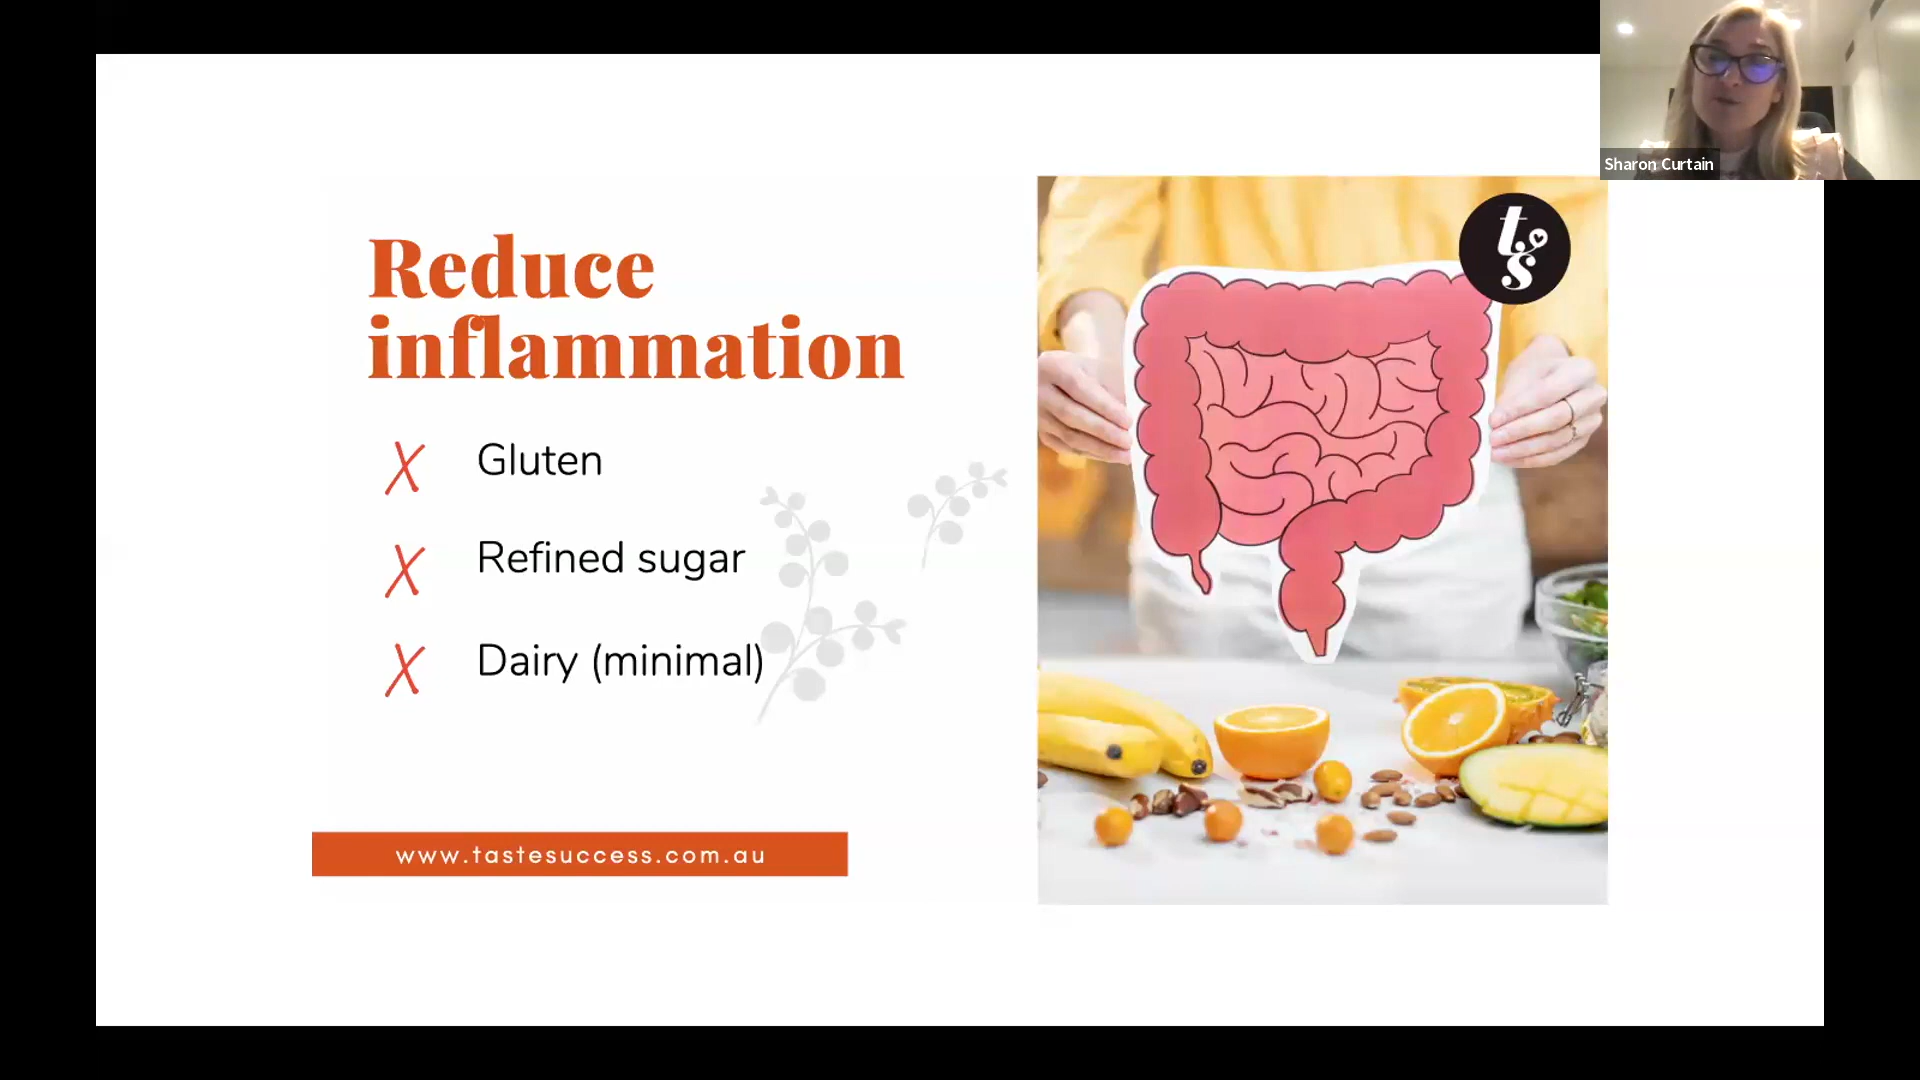 Sharon Curtain
t.s
Reduce
inflammation
X Gluten
X Refined sugar
X Dairy (minimal)
www.tastesuccess.com.au